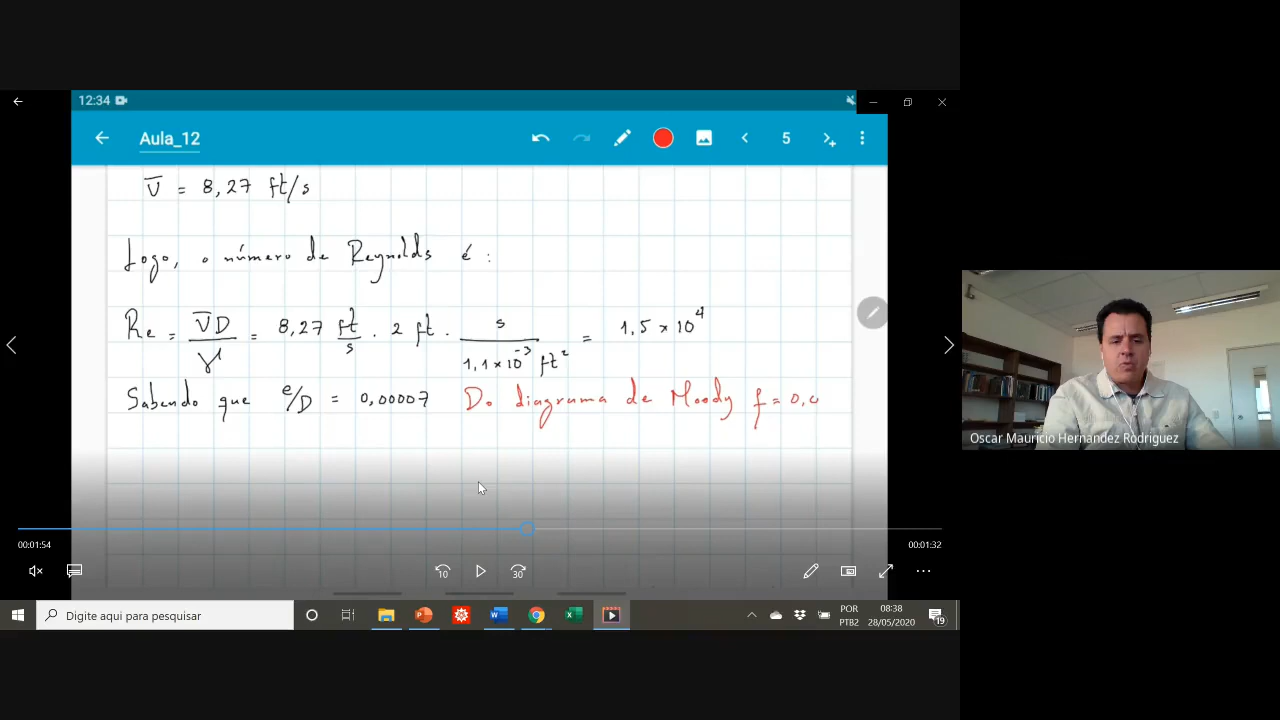 12:34
Aula_12
5
V̅ = 8,27 ft/s
Logo, o número de Reynolds é :
Re = V̅D/γ = 8,27 ft/s · 2 ft · s/1,1×10⁻³ ft² = 1,5 × 10⁴
Sabendo que e/D = 0,00007 Do diagrama de Moody f = 0,0
Oscar Mauricio Hernandez Rodriguez
00:01:54
00:01:32
10
30
Digite aqui para pesquisar
POR
PTB2
08:38
28/05/2020
19